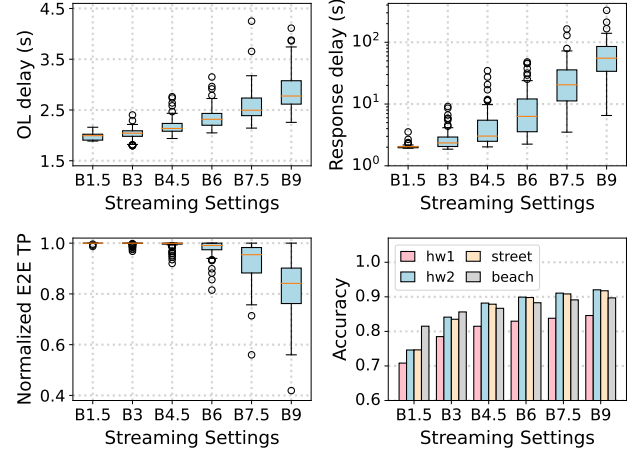 OL delay (s)
4.5
3.5
2.5
1.5
B1.5 B3 B4.5 B6 B7.5 B9
Streaming Settings
Response delay (s)
10²
10¹
10⁰
B1.5 B3 B4.5 B6 B7.5 B9
Streaming Settings
Normalized E2E TP
1.0
0.8
0.6
0.4
B1.5 B3 B4.5 B6 B7.5 B9
Streaming Settings
Accuracy
1.0
0.9
0.8
0.7
0.6
hw1 street
hw2 beach
B1.5 B3 B4.5 B6 B7.5 B9
Streaming Settings